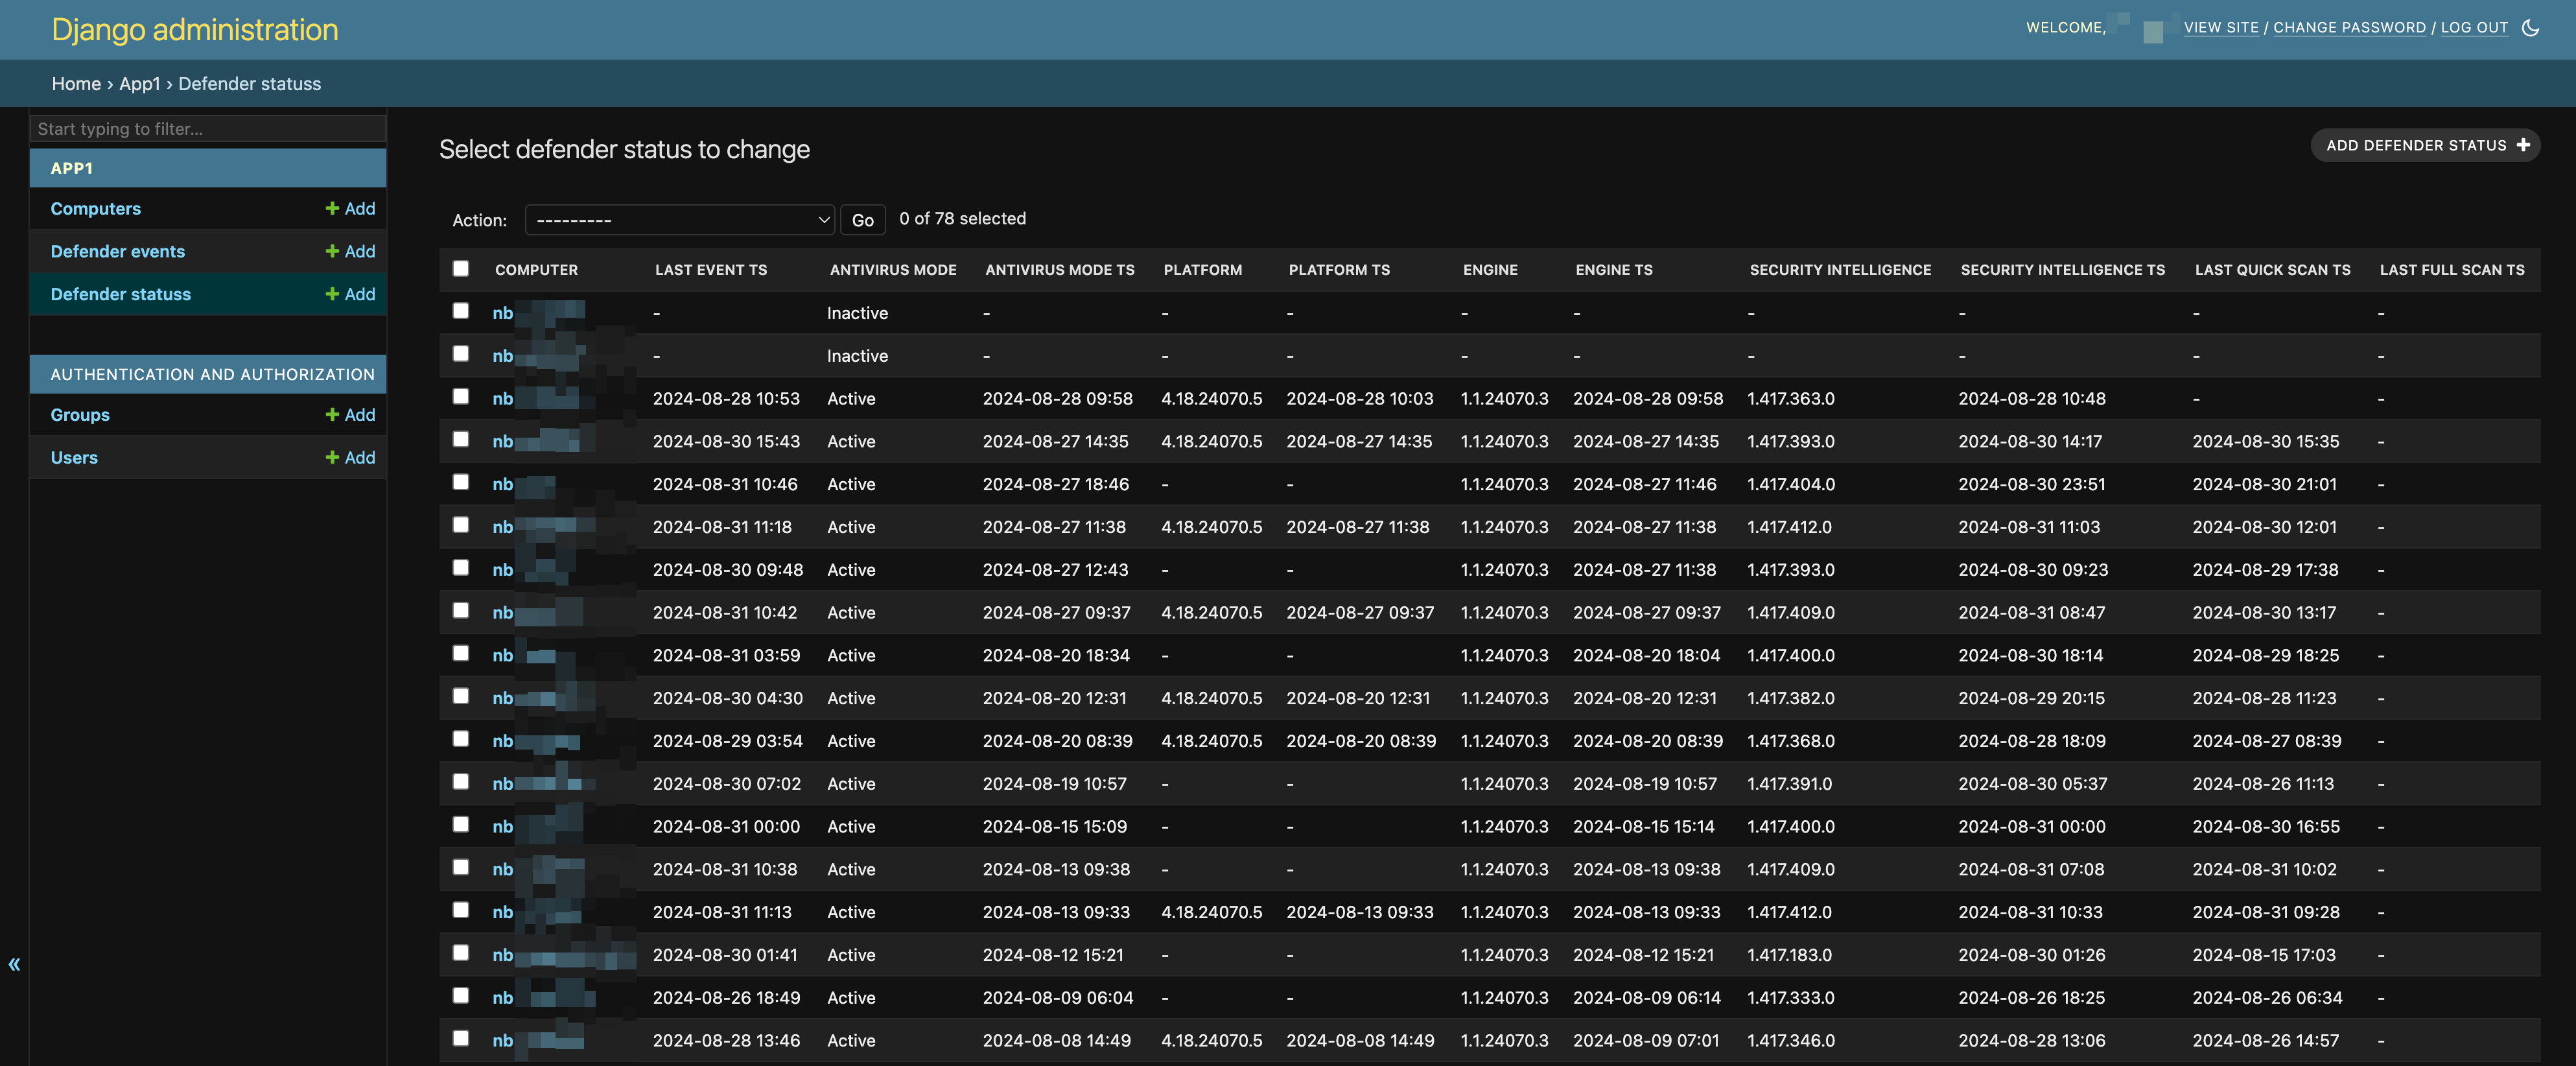 Django administration
WELCOME, VIEW SITE / CHANGE PASSWORD / LOG OUT
Home › App1 › Defender statuss
Start typing to filter...
APP1
Computers + Add
Defender events + Add
Defender statuss + Add
AUTHENTICATION AND AUTHORIZATION
Groups + Add
Users + Add
«
Select defender status to change
ADD DEFENDER STATUS +
Action: --------- Go 0 of 78 selected
COMPUTER LAST EVENT TS ANTIVIRUS MODE ANTIVIRUS MODE TS PLATFORM PLATFORM TS ENGINE ENGINE TS SECURITY INTELLIGENCE SECURITY INTELLIGENCE TS LAST QUICK SCAN TS LAST FULL SCAN TS
nb - Inactive - - - - - - - - -
nb - Inactive - - - - - - - - -
nb 2024-08-28 10:53 Active 2024-08-28 09:58 4.18.24070.5 2024-08-28 10:03 1.1.24070.3 2024-08-28 09:58 1.417.363.0 2024-08-28 10:48 - -
nb 2024-08-30 15:43 Active 2024-08-27 14:35 4.18.24070.5 2024-08-27 14:35 1.1.24070.3 2024-08-27 14:35 1.417.393.0 2024-08-30 14:17 2024-08-30 15:35 -
nb 2024-08-31 10:46 Active 2024-08-27 18:46 - - 1.1.24070.3 2024-08-27 11:46 1.417.404.0 2024-08-30 23:51 2024-08-30 21:01 -
nb 2024-08-31 11:18 Active 2024-08-27 11:38 4.18.24070.5 2024-08-27 11:38 1.1.24070.3 2024-08-27 11:38 1.417.412.0 2024-08-31 11:03 2024-08-30 12:01 -
nb 2024-08-30 09:48 Active 2024-08-27 12:43 - - 1.1.24070.3 2024-08-27 11:38 1.417.393.0 2024-08-30 09:23 2024-08-29 17:38 -
nb 2024-08-31 10:42 Active 2024-08-27 09:37 4.18.24070.5 2024-08-27 09:37 1.1.24070.3 2024-08-27 09:37 1.417.409.0 2024-08-31 08:47 2024-08-30 13:17 -
nb 2024-08-31 03:59 Active 2024-08-20 18:34 - - 1.1.24070.3 2024-08-20 18:04 1.417.400.0 2024-08-30 18:14 2024-08-29 18:25 -
nb 2024-08-30 04:30 Active 2024-08-20 12:31 4.18.24070.5 2024-08-20 12:31 1.1.24070.3 2024-08-20 12:31 1.417.382.0 2024-08-29 20:15 2024-08-28 11:23 -
nb 2024-08-29 03:54 Active 2024-08-20 08:39 4.18.24070.5 2024-08-20 08:39 1.1.24070.3 2024-08-20 08:39 1.417.368.0 2024-08-28 18:09 2024-08-27 08:39 -
nb 2024-08-30 07:02 Active 2024-08-19 10:57 - - 1.1.24070.3 2024-08-19 10:57 1.417.391.0 2024-08-30 05:37 2024-08-26 11:13 -
nb 2024-08-31 00:00 Active 2024-08-15 15:09 - - 1.1.24070.3 2024-08-15 15:14 1.417.400.0 2024-08-31 00:00 2024-08-30 16:55 -
nb 2024-08-31 10:38 Active 2024-08-13 09:38 - - 1.1.24070.3 2024-08-13 09:38 1.417.409.0 2024-08-31 07:08 2024-08-31 10:02 -
nb 2024-08-31 11:13 Active 2024-08-13 09:33 4.18.24070.5 2024-08-13 09:33 1.1.24070.3 2024-08-13 09:33 1.417.412.0 2024-08-31 10:33 2024-08-31 09:28 -
nb 2024-08-30 01:41 Active 2024-08-12 15:21 - - 1.1.24070.3 2024-08-12 15:21 1.417.183.0 2024-08-30 01:26 2024-08-15 17:03 -
nb 2024-08-26 18:49 Active 2024-08-09 06:04 - - 1.1.24070.3 2024-08-09 06:14 1.417.333.0 2024-08-26 18:25 2024-08-26 06:34 -
nb 2024-08-28 13:46 Active 2024-08-08 14:49 4.18.24070.5 2024-08-08 14:49 1.1.24070.3 2024-08-09 07:01 1.417.346.0 2024-08-28 13:06 2024-08-26 14:57 -